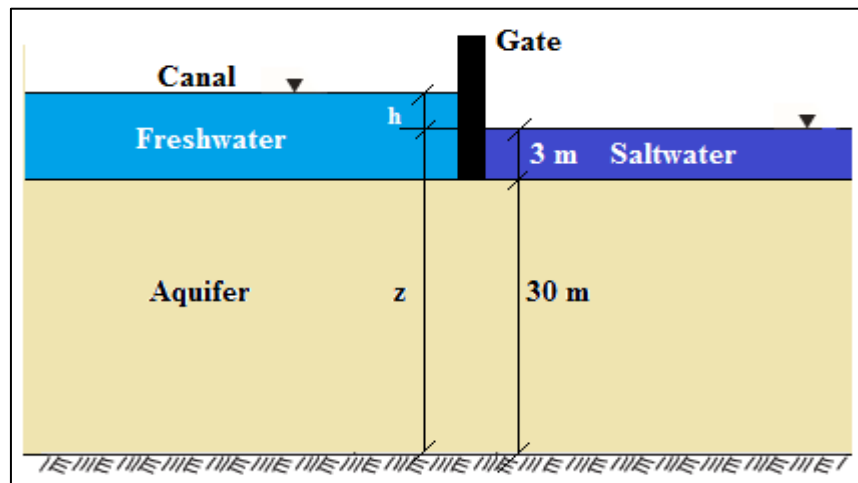 Gate
Canal
h
Freshwater
3 m Saltwater
Aquifer
z
30 m